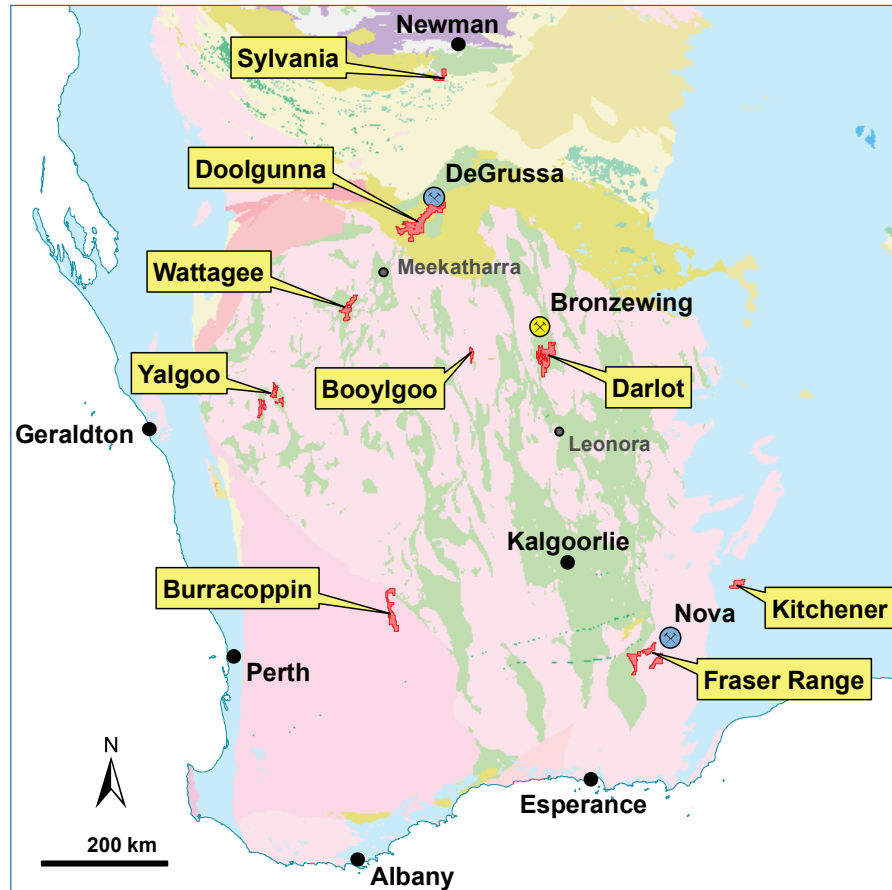 Newman
Sylvania
Doolgunna
DeGrussa
Meekatharra
Wattagee
Bronzewing
Yalgoo
Booylgoo
Darlot
Geraldton
Leonora
Kalgoorlie
Burracoppin
Kitchener
Nova
Perth
Fraser Range
N
Esperance
200 km
Albany